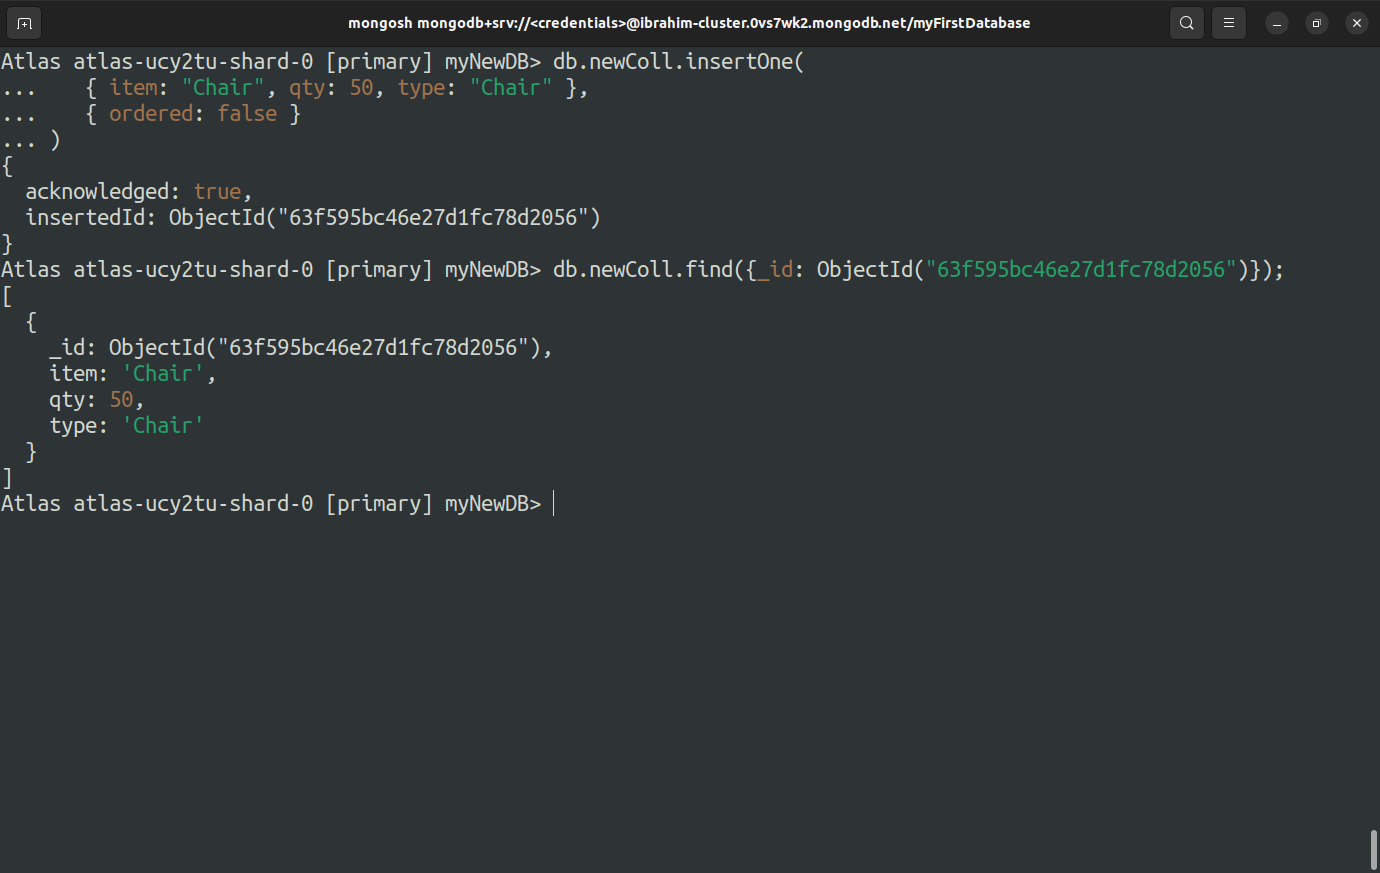 mongosh mongodb+srv://<credentials>@ibrahim-cluster.0vs7wk2.mongodb.net/myFirstDatabase
Atlas atlas-ucy2tu-shard-0 [primary] myNewDB> db.newColl.insertOne(
...    { item: "Chair", qty: 50, type: "Chair" },
...    { ordered: false }
... )
{
  acknowledged: true,
  insertedId: ObjectId("63f595bc46e27d1fc78d2056")
}
Atlas atlas-ucy2tu-shard-0 [primary] myNewDB> db.newColl.find({_id: ObjectId("63f595bc46e27d1fc78d2056")});
[
  {
    _id: ObjectId("63f595bc46e27d1fc78d2056"),
    item: 'Chair',
    qty: 50,
    type: 'Chair'
  }
]
Atlas atlas-ucy2tu-shard-0 [primary] myNewDB>